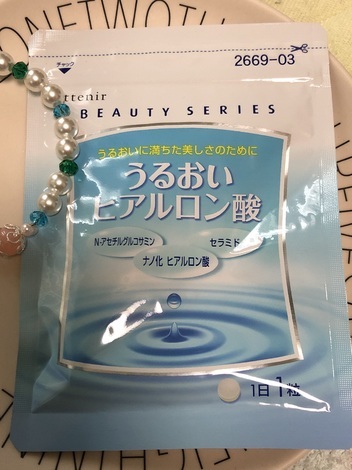 ONETWOTH
チャック
2669-03
ttenir
BEAUTY SERIES
うるおいに満ちた美しさのために
うるおい
ヒアルロン酸
N-アセチルグルコサミン
セラミド
ナノ化 ヒアルロン酸
1日1粒